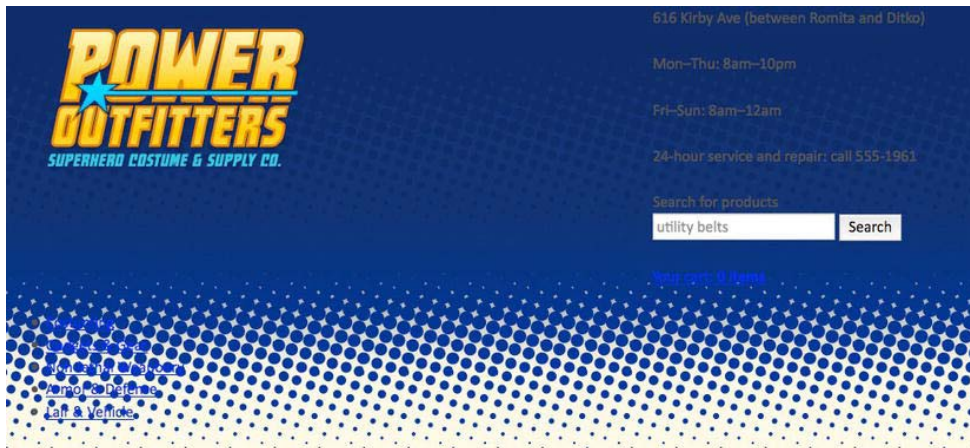 POWER
OUTFITTERS
SUPERHERO COSTUME & SUPPLY CO.
616 Kirby Ave (between Romita and Ditko)
Mon–Thu: 8am–10pm
Fri–Sun: 8am–12am
24-hour service and repair: call 555-1961
Search for products
utility belts
Search
Your cart: 0 items
Nonlethal Weaponry
Armor & Defense
Lair & Vehicle